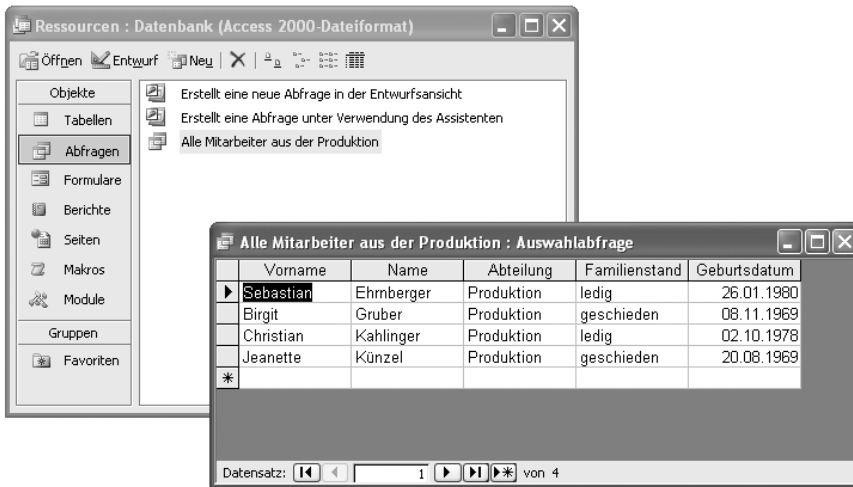 Ressourcen : Datenbank (Access 2000-Dateiformat)
Öffnen Entwurf Neu
Objekte
Tabellen
Abfragen
Formulare
Berichte
Seiten
Makros
Module
Gruppen
Favoriten
Erstellt eine neue Abfrage in der Entwurfsansicht
Erstellt eine Abfrage unter Verwendung des Assistenten
Alle Mitarbeiter aus der Produktion
Alle Mitarbeiter aus der Produktion : Auswahlabfrage
Vorname Name Abteilung Familienstand Geburtsdatum
Sebastian Ehrnberger Produktion ledig 26.01.1980
Birgit Gruber Produktion geschieden 08.11.1969
Christian Kahlinger Produktion ledig 02.10.1978
Jeanette Künzel Produktion geschieden 20.08.1969
Datensatz: 1 von 4